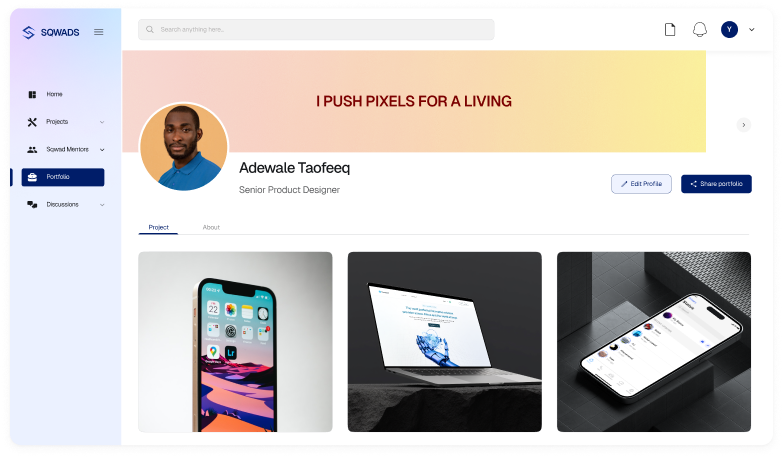 SQWADS
Search anything here..
Y
Home
Projects
Sqwad Mentors
Portfolio
Discussions
I PUSH PIXELS FOR A LIVING
Adewale Taofeeq
Senior Product Designer
Edit Profile
Share portfolio
Project
About
22
Lr